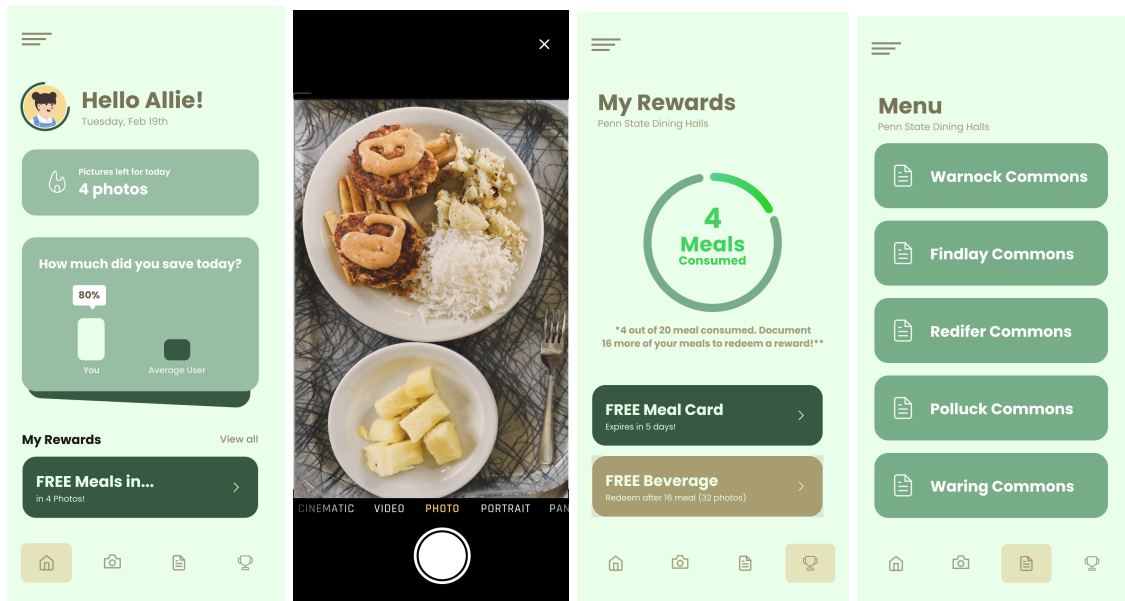 Hello Allie!
Tuesday, Feb 19th
Pictures left for today
4 photos
How much did you save today?
80%
You
Average User
My Rewards
View all
FREE Meals in...
in 4 Photos!
CINEMATIC
VIDEO
PHOTO
PORTRAIT
PAN
My Rewards
Penn State Dining Halls
4
Meals
Consumed
*4 out of 20 meal consumed. Document
16 more of your meals to redeem a reward!**
FREE Meal Card
Expires in 5 days!
FREE Beverage
Redeem after 16 meal (32 photos)
Menu
Penn State Dining Halls
Warnock Commons
Findlay Commons
Redifer Commons
Polluck Commons
Waring Commons